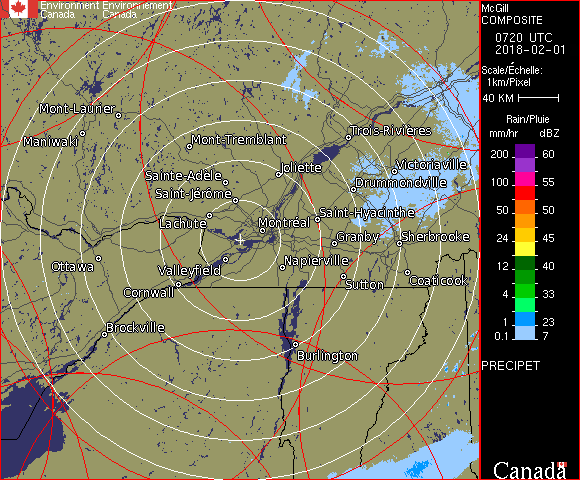 Environment Environnement
Canada Canada
McGill
COMPOSITE
0720 UTC
2018-02-01
Scale/Échelle:
1km/Pixel
40 KM
Rain/Pluie
mm/hr dBZ
200 60
100 55
50 50
24 45
12 40
4 33
1 23
0.1 7
PRECIPET
Canada
Mont-Laurier
Maniwaki
Mont-Tremblant
Trois-Rivières
Joliette
Victoriaville
Sainte-Adèle
Drummondville
Saint-Jérôme
Saint-Hyacinthe
Lachute
Montréal
Granby
Sherbrooke
Ottawa
Valleyfield
Napierville
Cornwall
Sutton
Coaticook
Brockville
Burlington